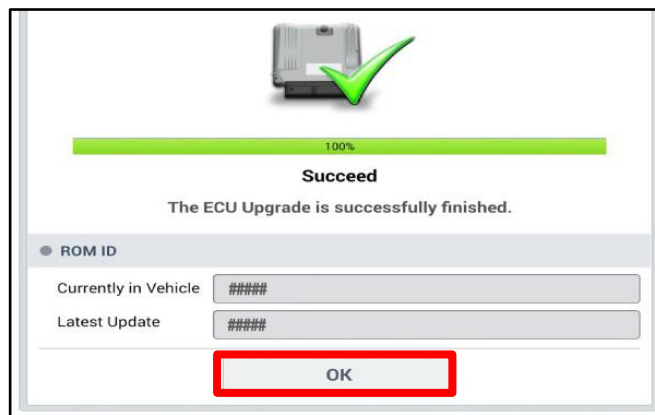 100%
Succeed
The ECU Upgrade is successfully finished.
ROM ID
Currently in Vehicle #####
Latest Update #####
OK